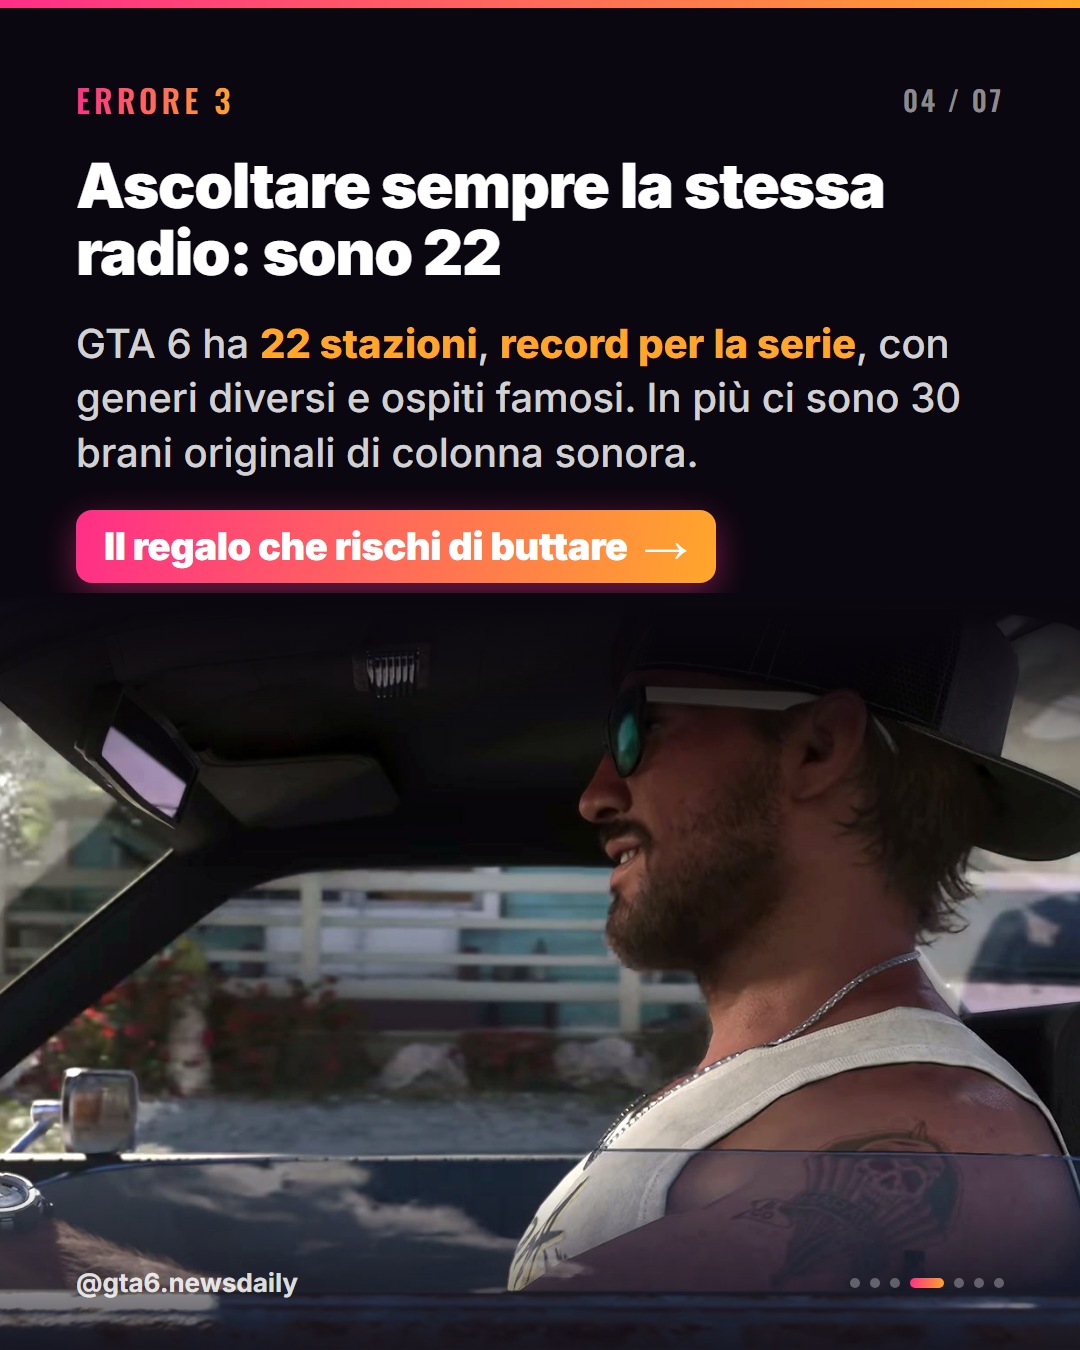 ERRORE 3
04 / 07
Ascoltare sempre la stessa
radio: sono 22
GTA 6 ha 22 stazioni, record per la serie, con
generi diversi e ospiti famosi. In più ci sono 30
brani originali di colonna sonora.
Il regalo che rischi di buttare →
@gta6.newsdaily